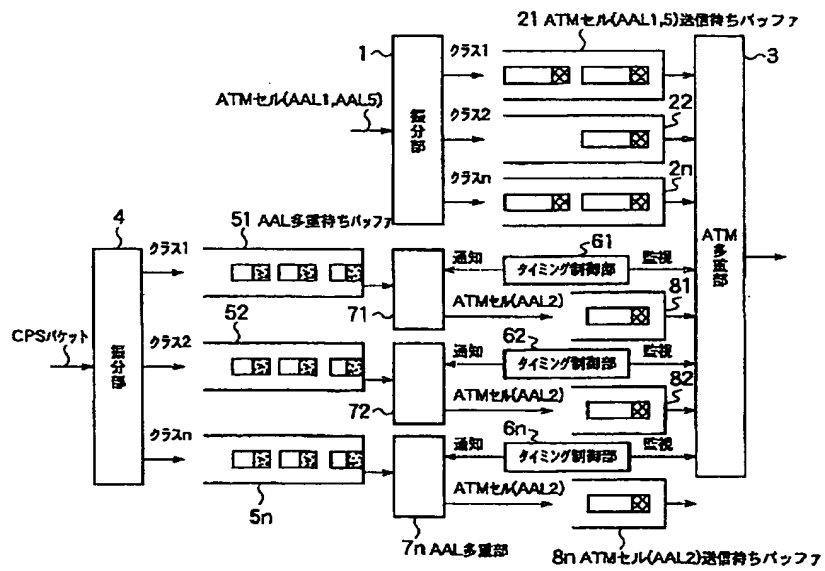 21 ATMセル(AAL1,5)送信待ちバッファ
1
クラス1
3
ATMセル(AAL1,AAL5)
振分部
クラス2
22
クラスn
2n
ATM多重部
4
クラス1
51 AAL多重待ちバッファ
61
通知
タイミング制御部
監視
71
ATMセル(AAL2)
81
CPSパケット
振分部
クラス2
52
62
通知
タイミング制御部
監視
72
ATMセル(AAL2)
82
クラスn
6n
通知
タイミング制御部
監視
ATMセル(AAL2)
5n
7n AAL多重部
8n ATMセル(AAL2)送信待ちバッファ